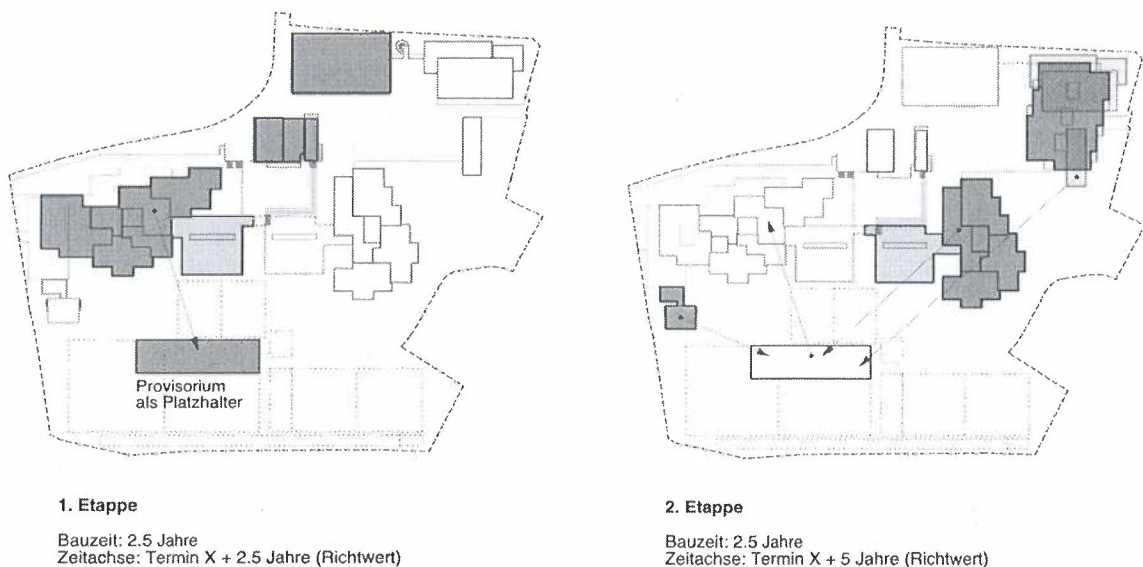 Provisorium
als Platzhalter
1. Etappe
Bauzeit: 2.5 Jahre
Zeitachse: Termin X + 2.5 Jahre (Richtwert)
2. Etappe
Bauzeit: 2.5 Jahre
Zeitachse: Termin X + 5 Jahre (Richtwert)